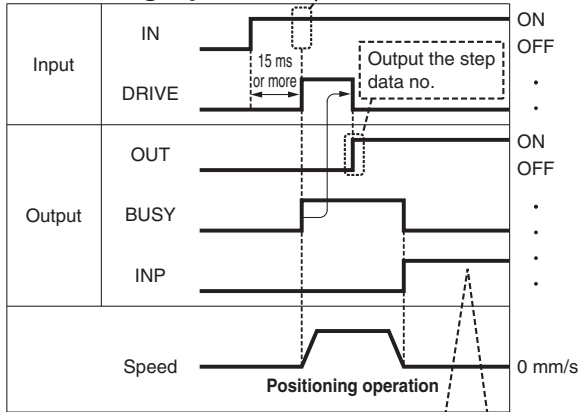 IN
ON
OFF
Input
15 ms
or more
Output the step
data no.
DRIVE
OUT
ON
OFF
Output
BUSY
INP
Speed
0 mm/s
Positioning operation